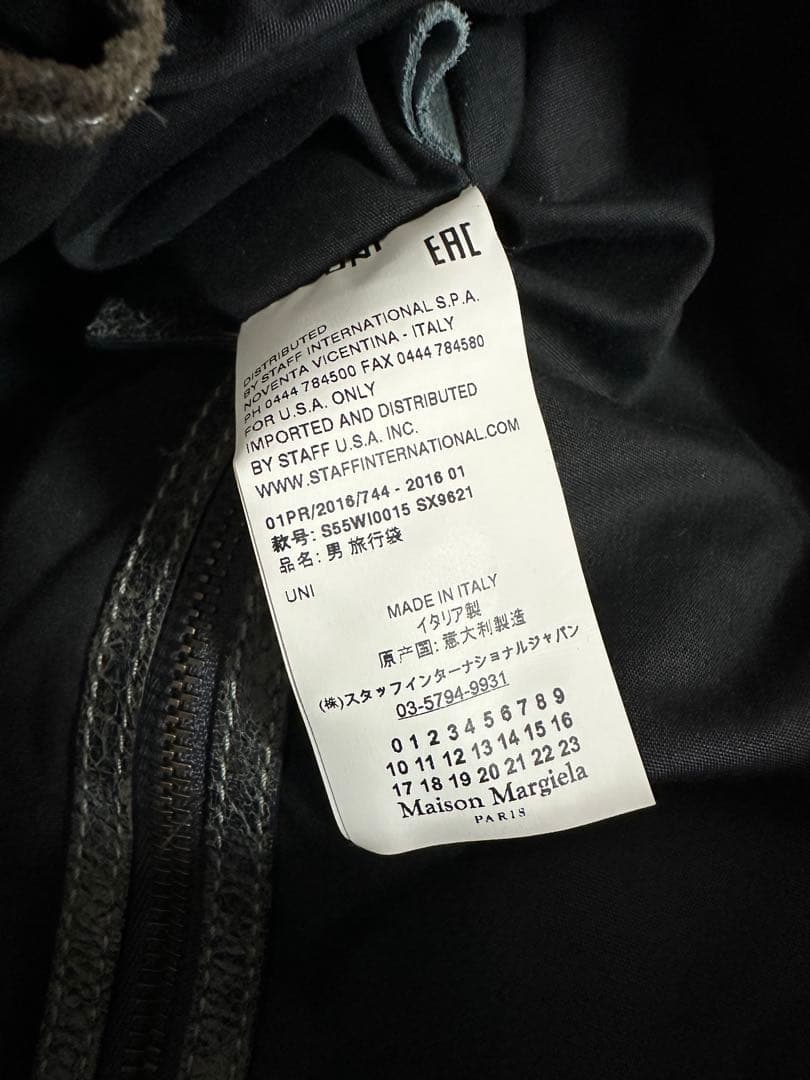 EAC
DISTRIBUTED
BY STAFF INTERNATIONAL S.P.A.
NOVENTA VICENTINA - ITALY
PH 0444 784500 FAX 0444 784580
FOR U.S.A. ONLY
IMPORTED AND DISTRIBUTED
BY STAFF U.S.A. INC.
WWW.STAFFINTERNATIONAL.COM
01PR/2016/744 - 2016 01
款号: S55WI0015 SX9621
品名: 男 旅行袋
UNI
MADE IN ITALY
イタリア製
原产国: 意大利製造
(株)スタッフインターナショナルジャパン
03-5794-9931
0 1 2 3 4 5 6 7 8 9
10 11 12 13 14 15 16
17 18 19 20 21 22 23
Maison Margiela
PARIS